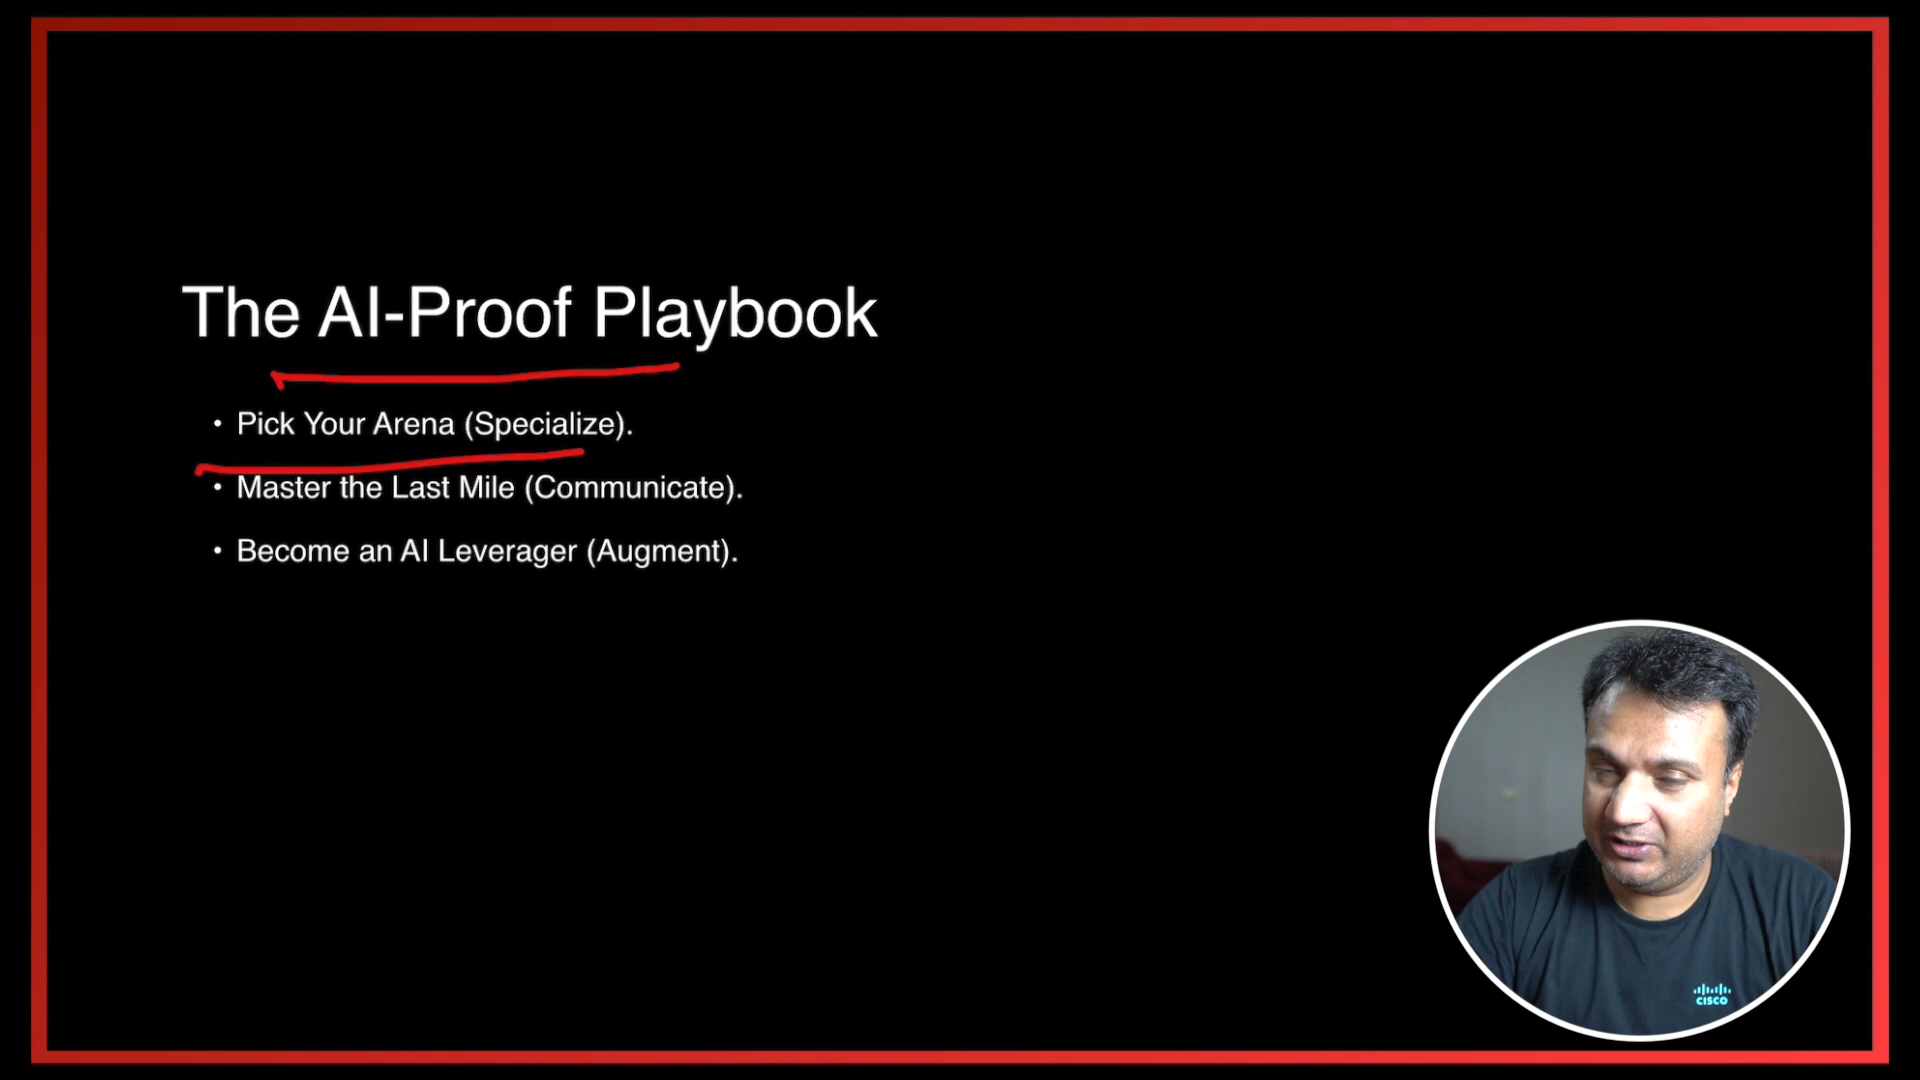 The AI-Proof Playbook
• Pick Your Arena (Specialize).
• Master the Last Mile (Communicate).
• Become an AI Leverager (Augment).
CISCO